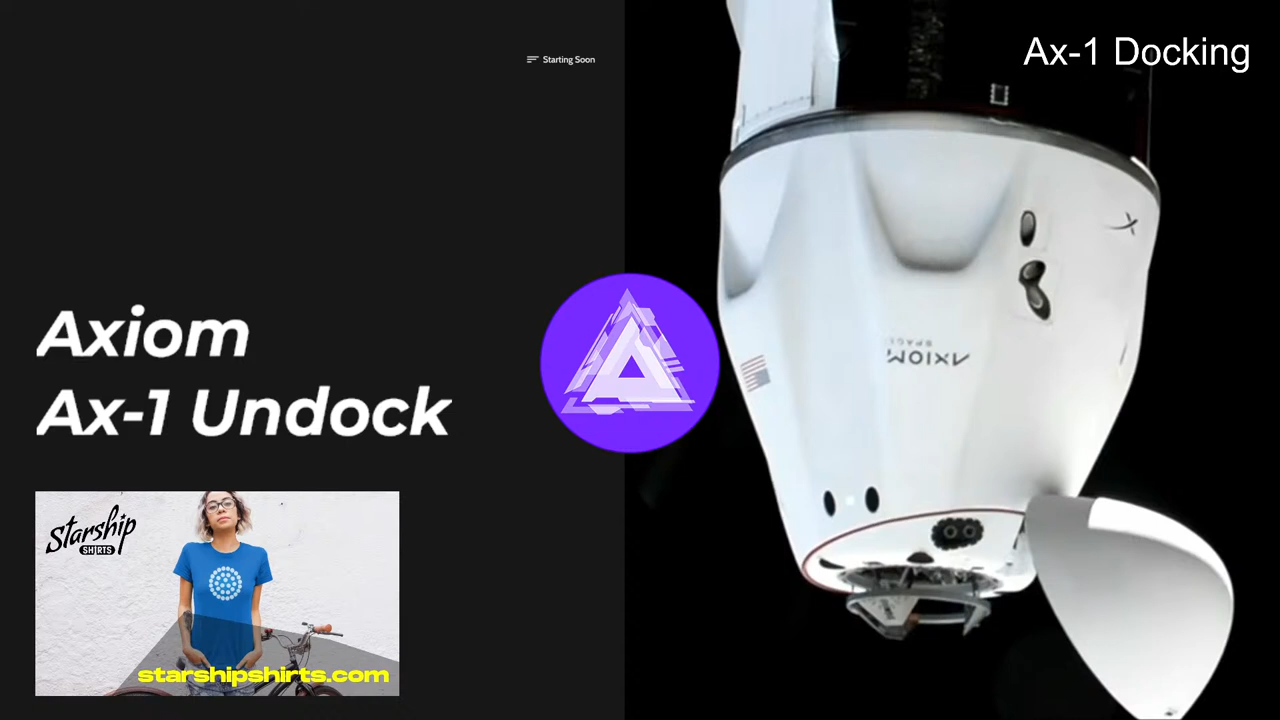 Starting Soon
Ax-1 Docking
Axiom
Ax-1 Undock
Starship
SHIRTS
starshipshirts.com
AXIOM
SPACE